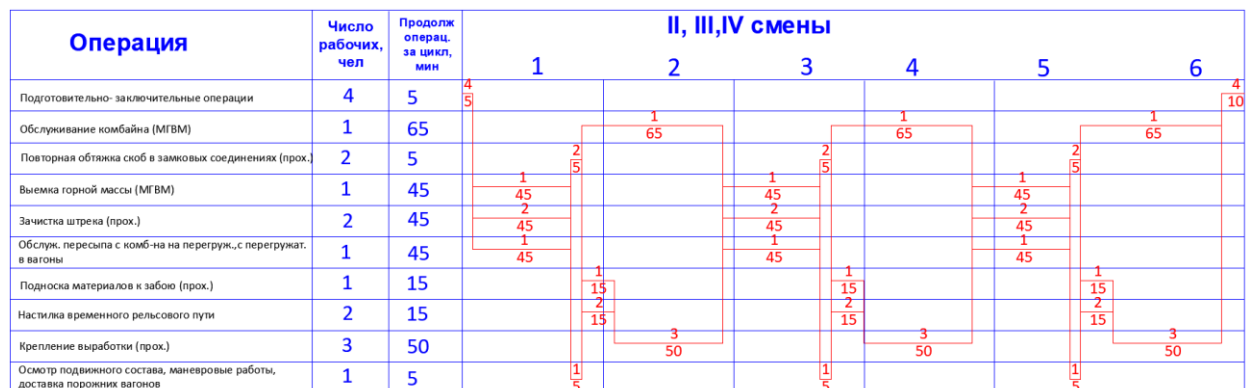 Операция
Число
рабочих,
чел
Продолж
операц.
за цикл,
мин
II, III,IV смены
1 2 3 4 5 6
Подготовительно- заключительные операции 4 5 4 5 4 10
Обслуживание комбайна (МГВМ) 1 65 1 65 1 65 1 65
Повторная обтяжка скоб в замковых соединениях (прох.) 2 5 2 5 2 5 2 5
Выемка горной массы (МГВМ) 1 45 1 45 1 45 1 45
Зачистка штрека (прох.) 2 45 2 45 2 45 2 45
Обслуж. пересыпа с комб-на на перегруж.,с перегружат.
в вагоны 1 45 1 45 1 45 1 45
Подноска материалов к забою (прох.) 1 15 1 15 1 15 1 15
Настилка временного рельсового пути 2 15 2 15 2 15 2 15
Крепление выработки (прох.) 3 50 3 50 3 50 3 50
Осмотр подвижного состава, маневровые работы,
доставка порожних вагонов 1 5 1 5 1 5 1 5